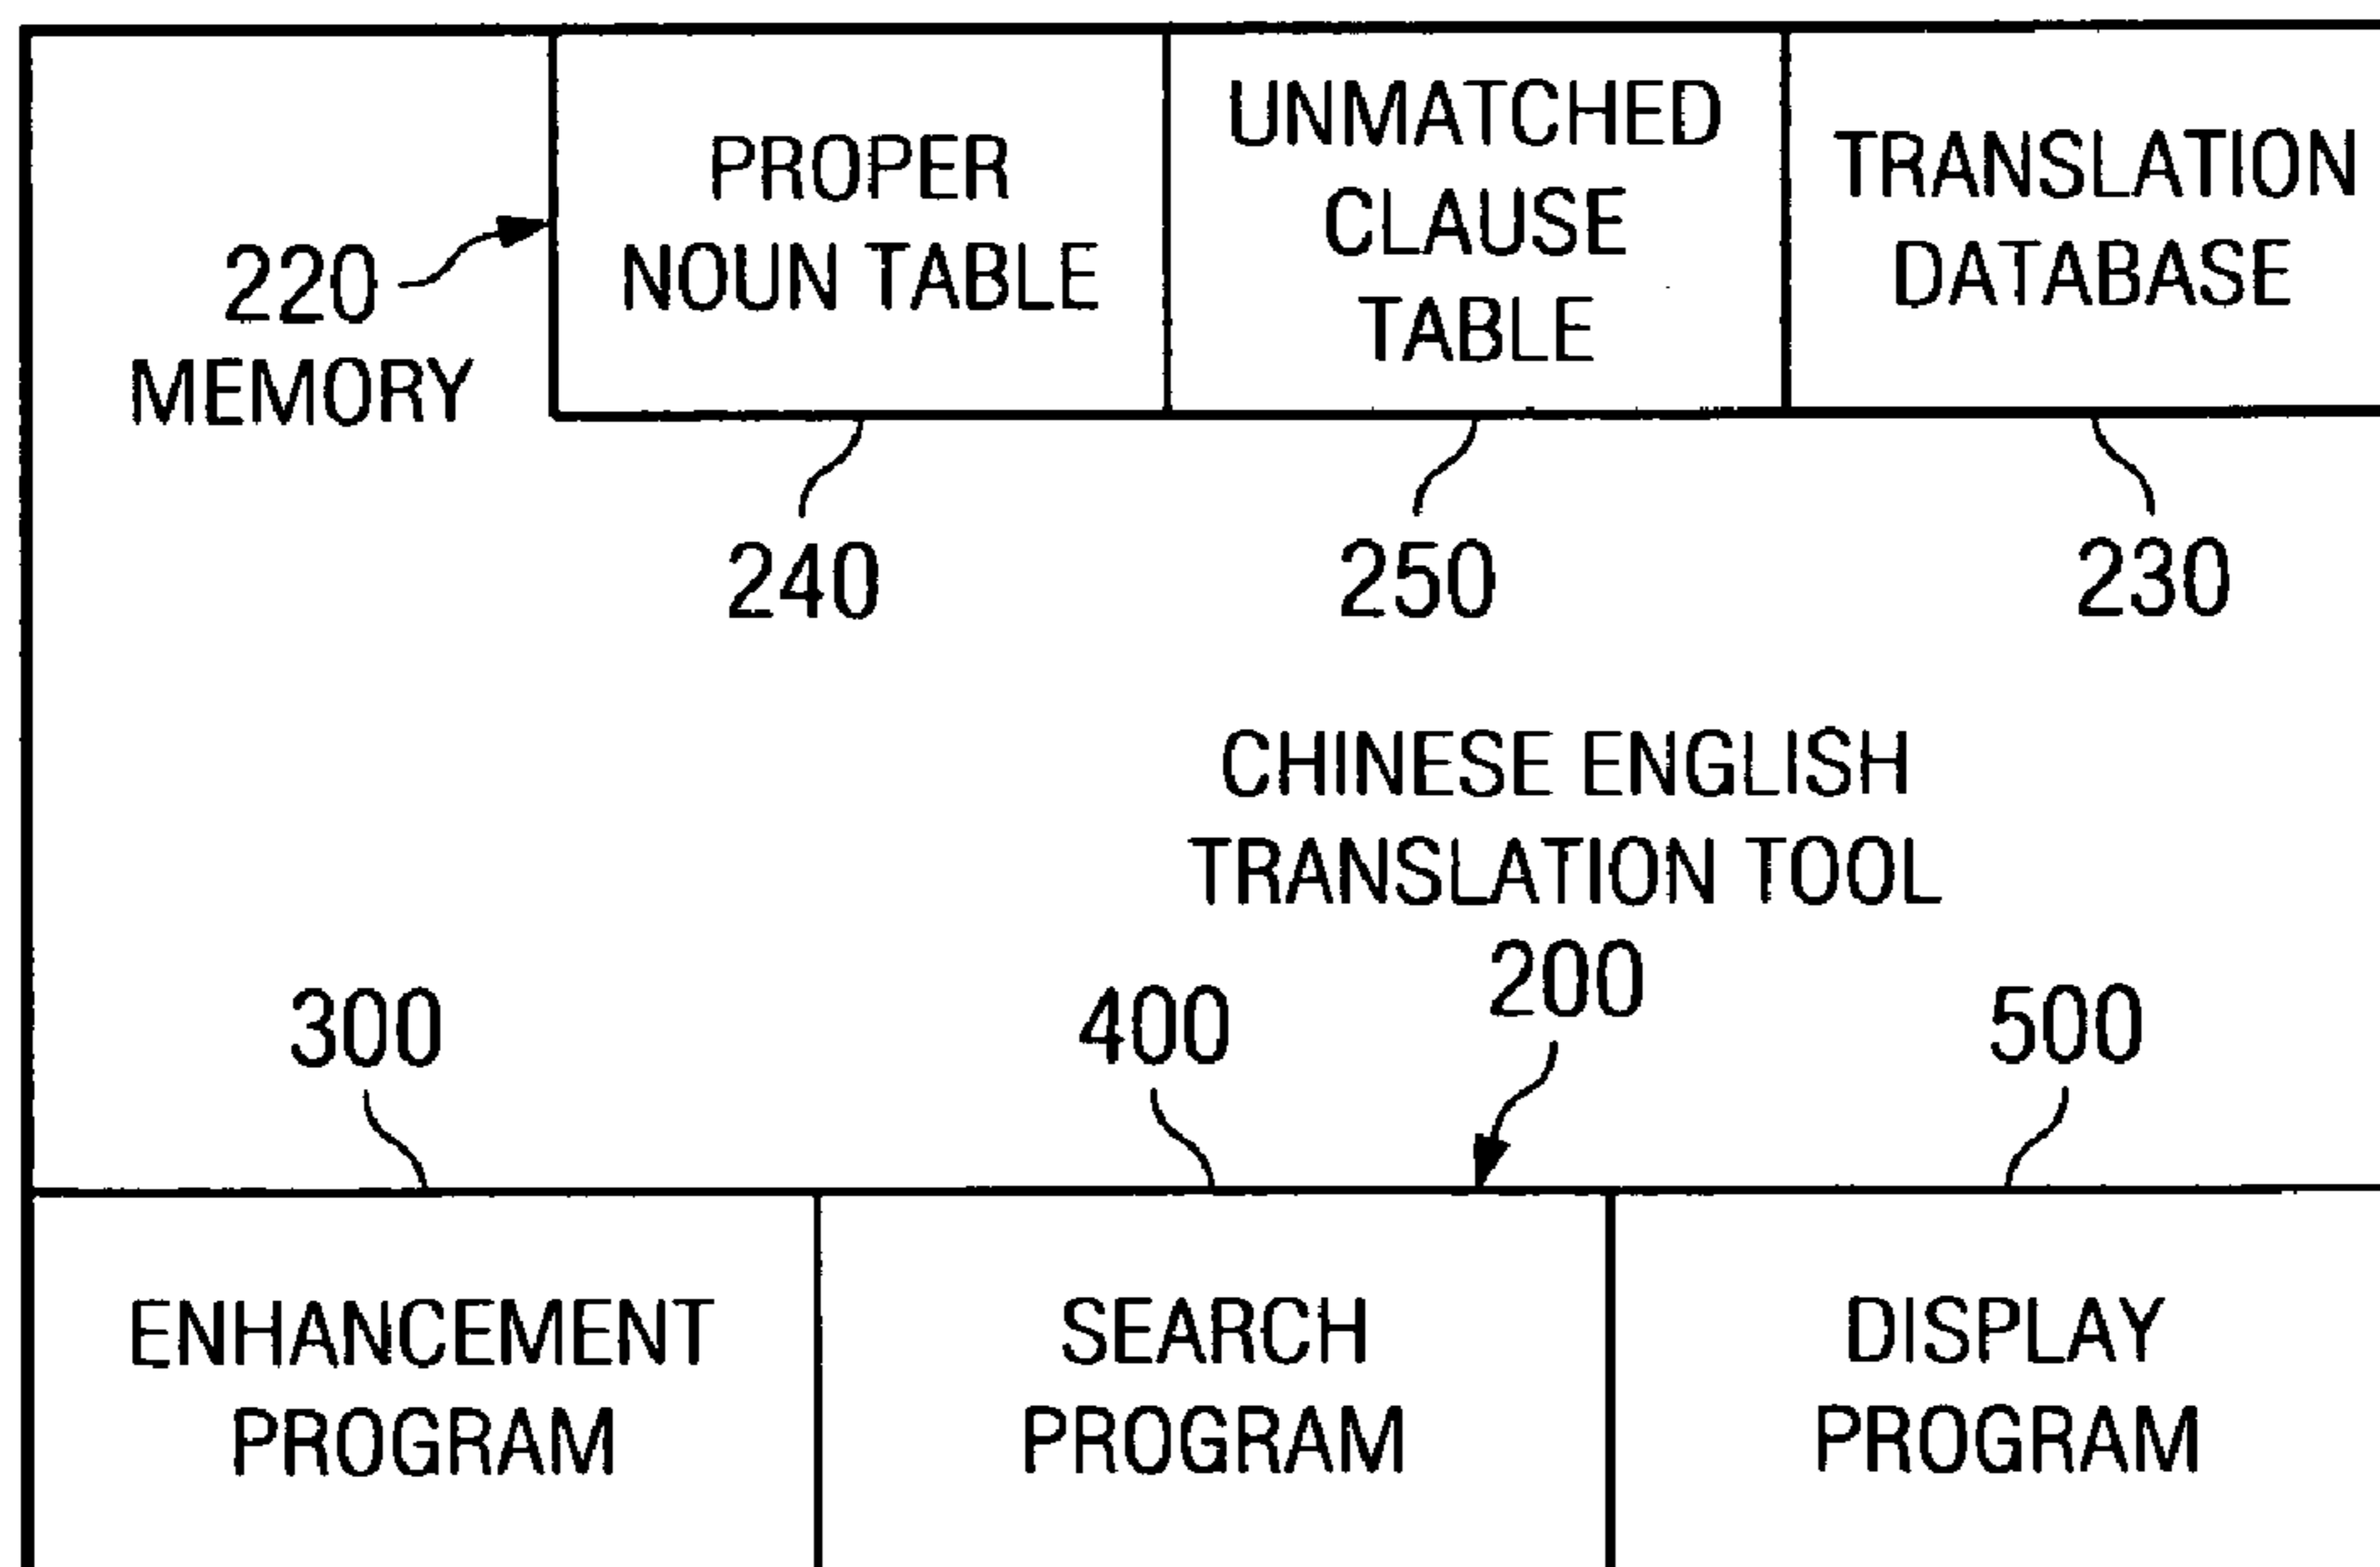 PROPER
NOUN TABLE
UNMATCHED
CLAUSE
TABLE
TRANSLATION
DATABASE
220
MEMORY
240
250
230
CHINESE ENGLISH
TRANSLATION TOOL
200
300
400
500
ENHANCEMENT
PROGRAM
SEARCH
PROGRAM
DISPLAY
PROGRAM